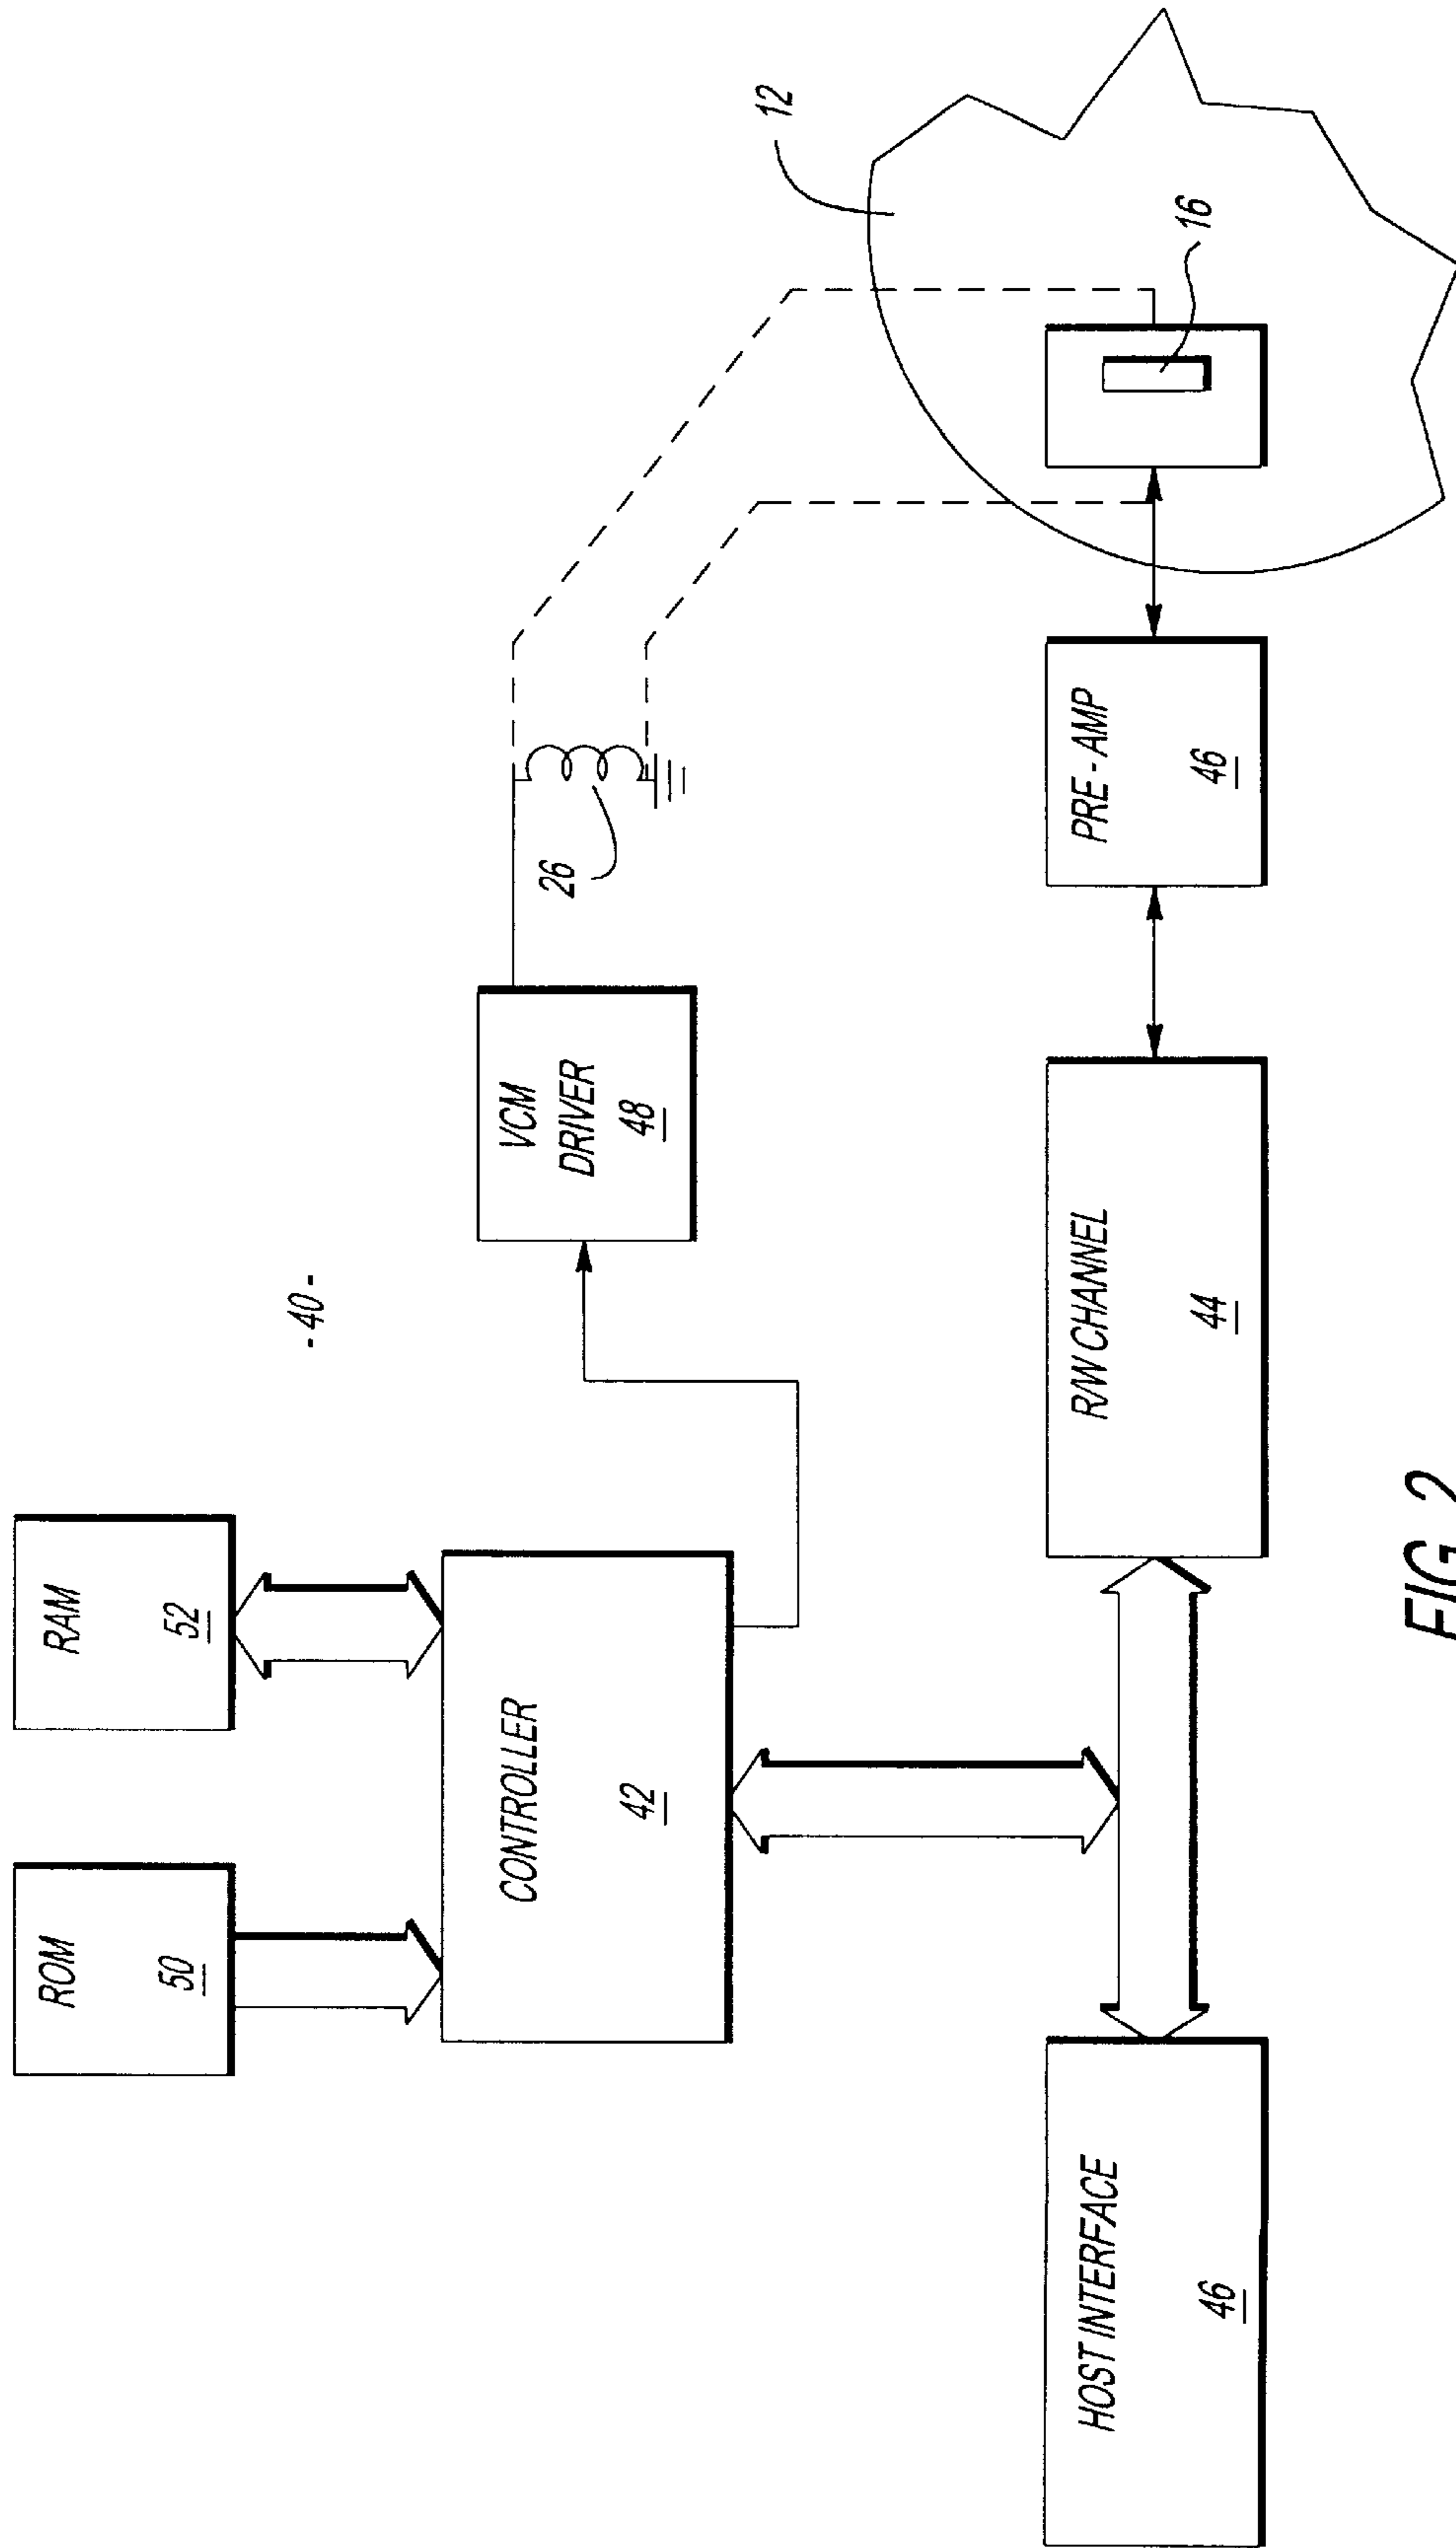 ROM
50
RAM
52
- 40 -
CONTROLLER
42
VCM
DRIVER
48
26
12
16
HOST INTERFACE
46
R/W CHANNEL
44
PRE - AMP
46
FIG. 2